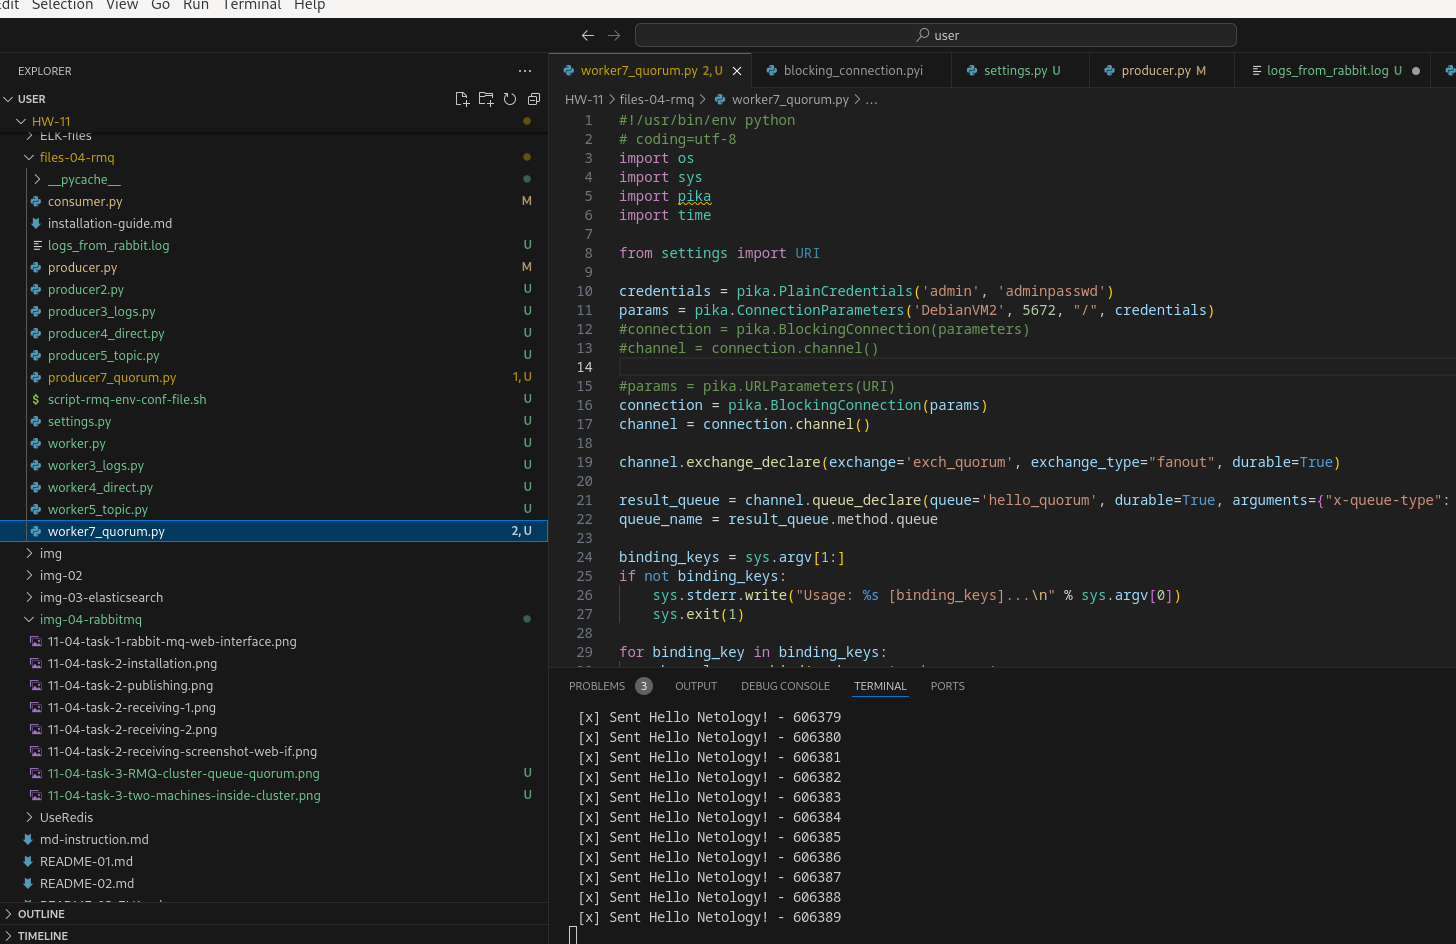 Selection View Go Run Terminal Help
user
EXPLORER
USER
HW-11
ELK-files
files-04-rmq
__pycache__
consumer.py M
installation-guide.md
logs_from_rabbit.log U
producer.py M
producer2.py U
producer3_logs.py U
producer4_direct.py U
producer5_topic.py U
producer7_quorum.py 1, U
script-rmq-env-conf-file.sh U
settings.py U
worker.py U
worker3_logs.py U
worker4_direct.py U
worker5_topic.py U
worker7_quorum.py 2, U
img
img-02
img-03-elasticsearch
img-04-rabbitmq
11-04-task-1-rabbit-mq-web-interface.png
11-04-task-2-installation.png
11-04-task-2-publishing.png
11-04-task-2-receiving-1.png
11-04-task-2-receiving-2.png
11-04-task-2-receiving-screenshot-web-if.png
11-04-task-3-RMQ-cluster-queue-quorum.png U
11-04-task-3-two-machines-inside-cluster.png U
UseRedis
md-instruction.md
README-01.md
README-02.md
OUTLINE
TIMELINE
worker7_quorum.py 2, U blocking_connection.pyi settings.py U producer.py M logs_from_rabbit.log U
HW-11 > files-04-rmq > worker7_quorum.py > ...
1 #!/usr/bin/env python
2 # coding=utf-8
3 import os
4 import sys
5 import pika
6 import time
7
8 from settings import URI
9
10 credentials = pika.PlainCredentials('admin', 'adminpasswd')
11 params = pika.ConnectionParameters('DebianVM2', 5672, "/", credentials)
12 #connection = pika.BlockingConnection(parameters)
13 #channel = connection.channel()
14
15 #params = pika.URLParameters(URI)
16 connection = pika.BlockingConnection(params)
17 channel = connection.channel()
18
19 channel.exchange_declare(exchange='exch_quorum', exchange_type="fanout", durable=True)
20
21 result_queue = channel.queue_declare(queue='hello_quorum', durable=True, arguments={"x-queue-type":
22 queue_name = result_queue.method.queue
23
24 binding_keys = sys.argv[1:]
25 if not binding_keys:
26 sys.stderr.write("Usage: %s [binding_keys]...\n" % sys.argv[0])
27 sys.exit(1)
28
29 for binding_key in binding_keys:
PROBLEMS 3 OUTPUT DEBUG CONSOLE TERMINAL PORTS
[x] Sent Hello Netology! - 606379
[x] Sent Hello Netology! - 606380
[x] Sent Hello Netology! - 606381
[x] Sent Hello Netology! - 606382
[x] Sent Hello Netology! - 606383
[x] Sent Hello Netology! - 606384
[x] Sent Hello Netology! - 606385
[x] Sent Hello Netology! - 606386
[x] Sent Hello Netology! - 606387
[x] Sent Hello Netology! - 606388
[x] Sent Hello Netology! - 606389